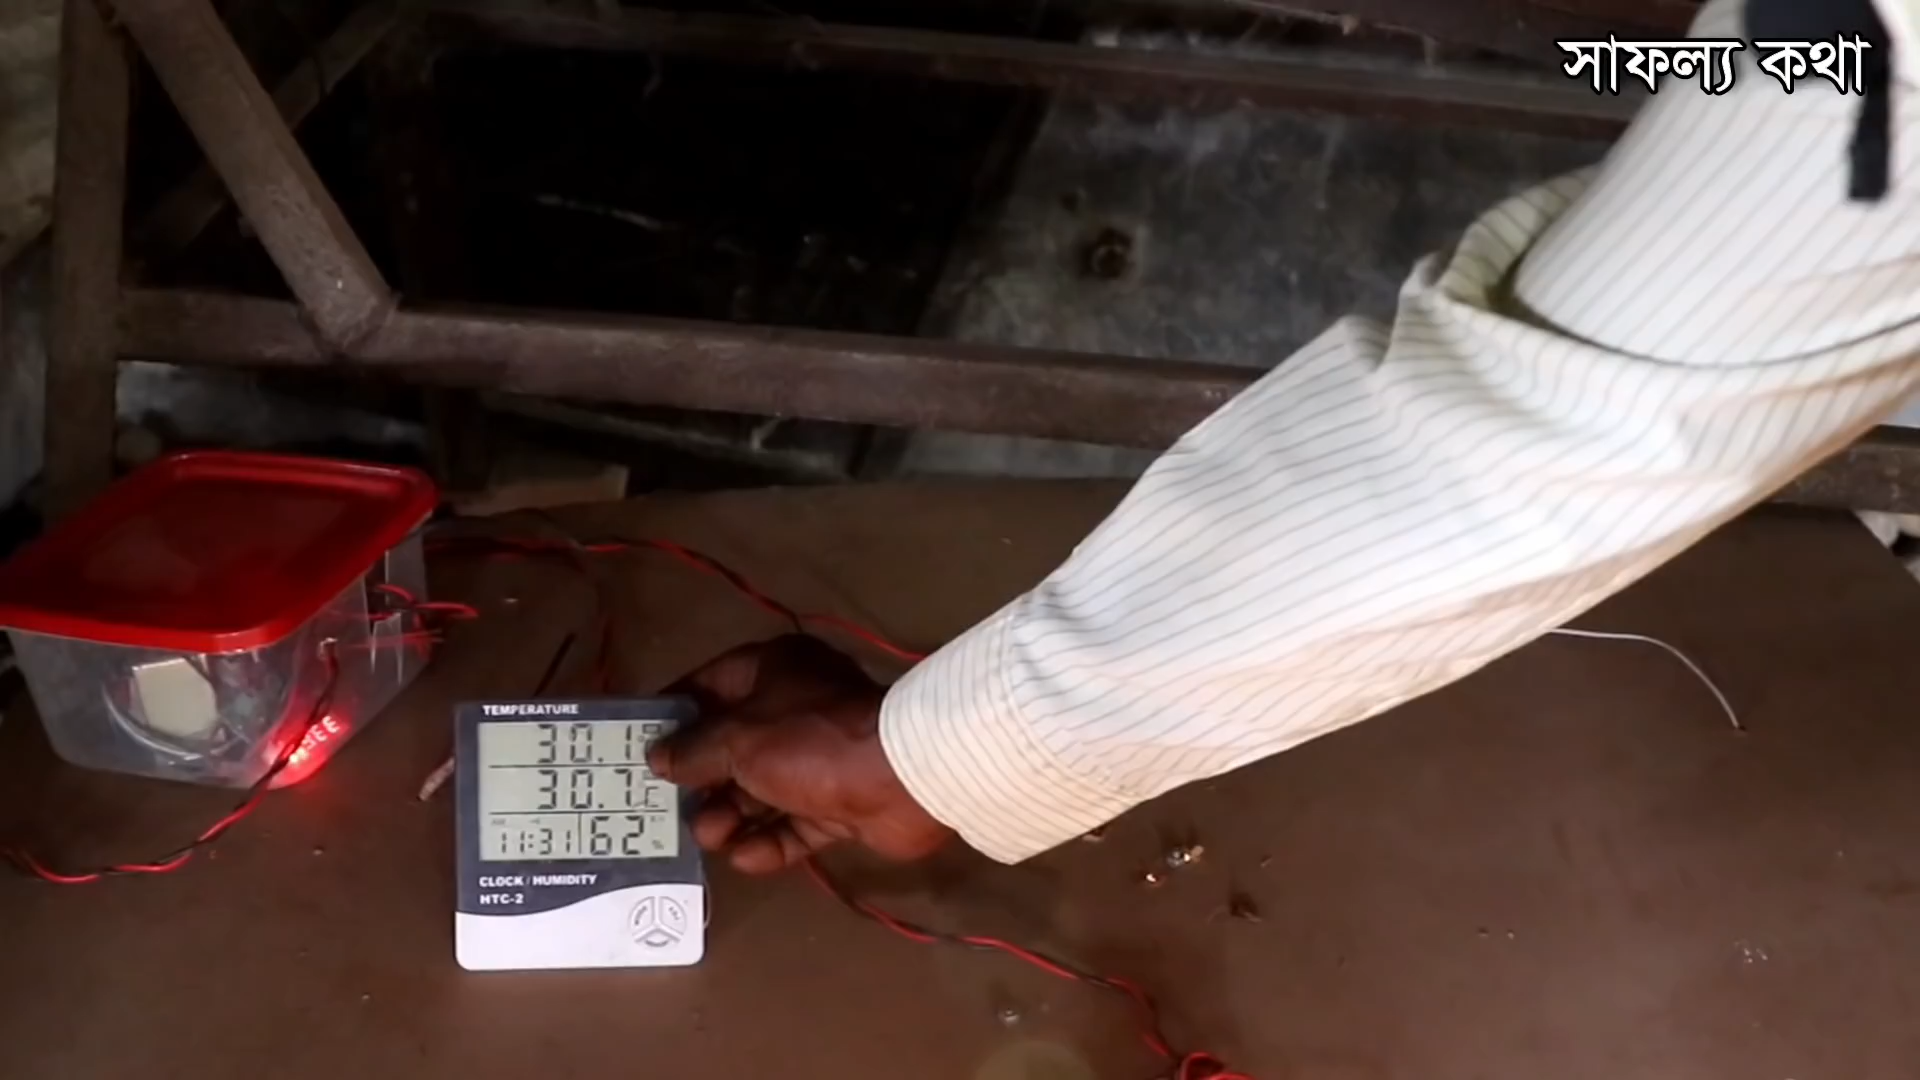 সাফল্য কথা
TEMPERATURE
30.1
30.7
11:31 62 %
CLOCK / HUMIDITY
HTC-2